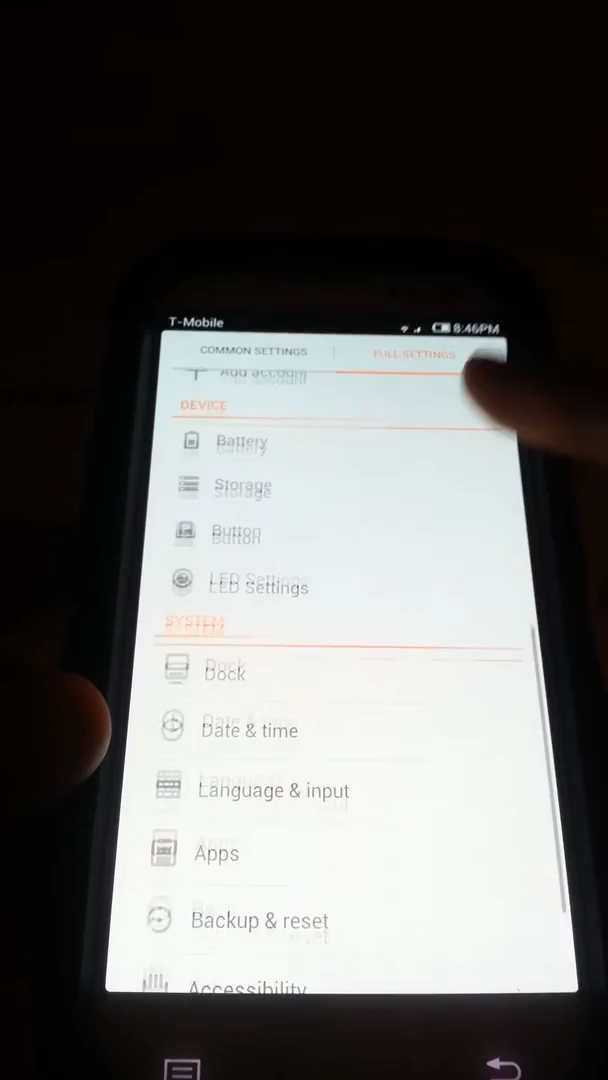 T-Mobile 8:46PM
COMMON SETTINGS FULL SETTINGS
Add account
DEVICE
Battery
Storage
Button
LED Settings
SYSTEM
Dock
Date & time
Language & input
Apps
Backup & reset
Accessibility